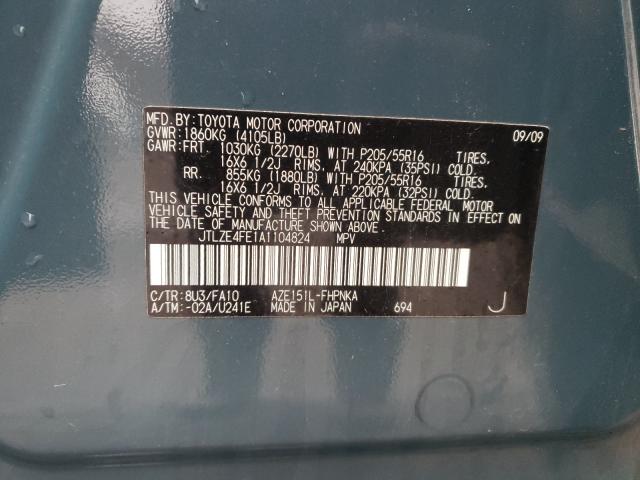 MFD. BY: TOYOTA MOTOR CORPORATION 09/09
GVWR: 1860KG (4105LB)
GAWR: FRT. 1030KG (2270LB) WITH P205/55R16 TIRES,
16X6 1/2J RIMS, AT 240KPA (35PSI) COLD.
RR. 855KG (1880LB) WITH P205/55R16 TIRES,
16X6 1/2J RIMS, AT 220KPA (32PSI) COLD.
THIS VEHICLE CONFORMS TO ALL APPLICABLE FEDERAL MOTOR
VEHICLE SAFETY AND THEFT PREVENTION STANDARDS IN EFFECT ON
THE DATE OF MANUFACTURE SHOWN ABOVE.
JTLZE4FE1A1104824 MPV
C/TR: 8U3/FA10 AZE151L-FHPNKA
A/TM: -02A/U241E MADE IN JAPAN 694 J